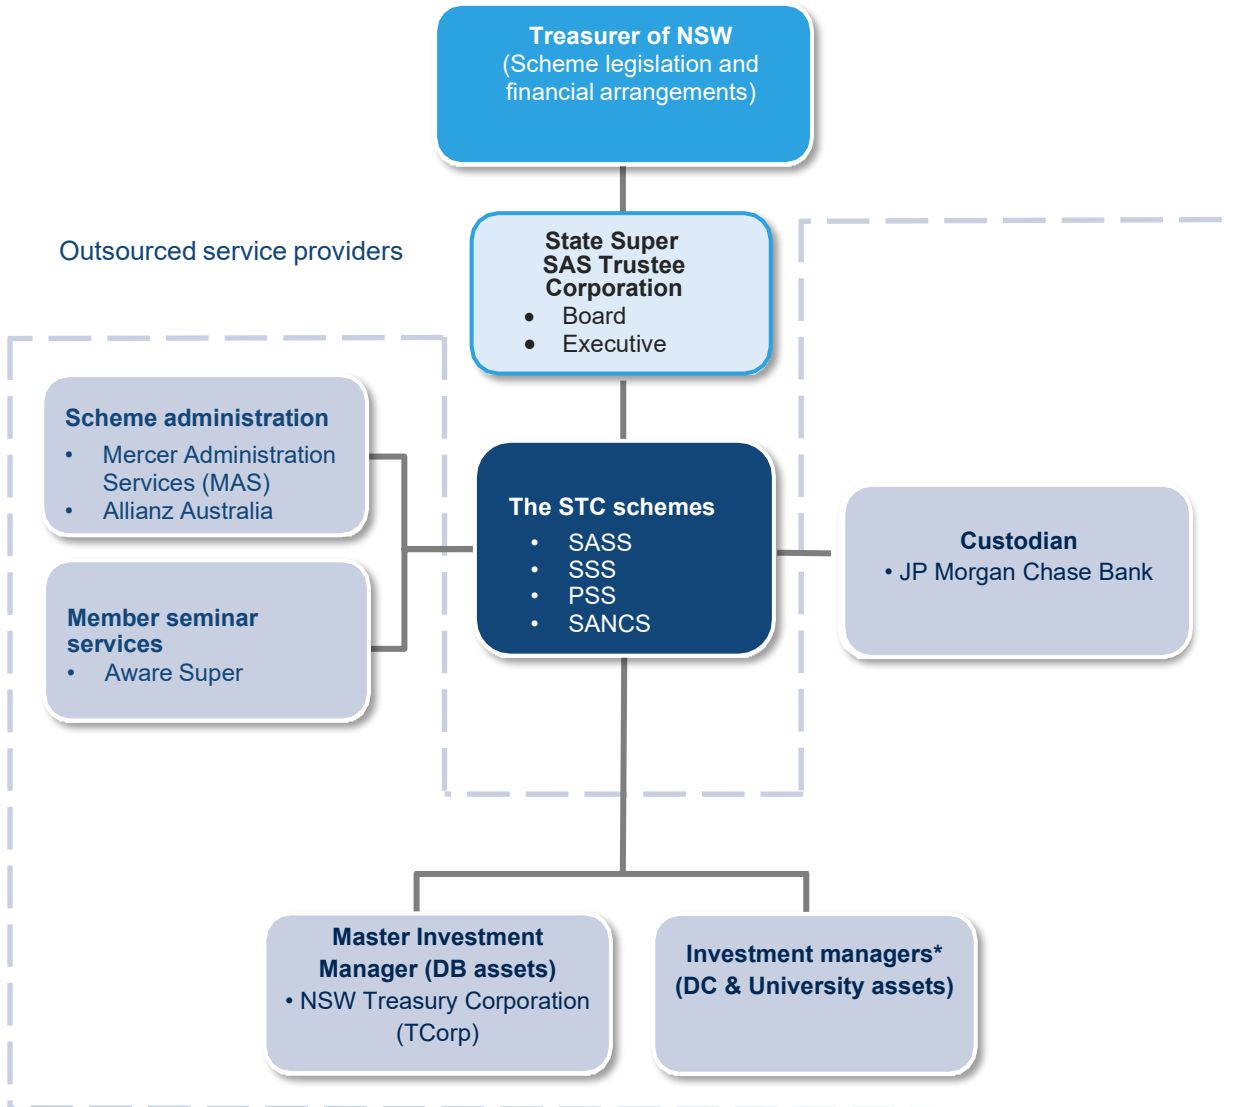 Treasurer of NSW
(Scheme legislation and
financial arrangements)
Outsourced service providers
State Super
SAS Trustee
Corporation
● Board
● Executive
Scheme administration
• Mercer Administration
Services (MAS)
• Allianz Australia
Member seminar
services
• Aware Super
The STC schemes
• SASS
• SSS
• PSS
• SANCS
Custodian
• JP Morgan Chase Bank
Master Investment
Manager (DB assets)
• NSW Treasury Corporation
(TCorp)
Investment managers*
(DC & University assets)